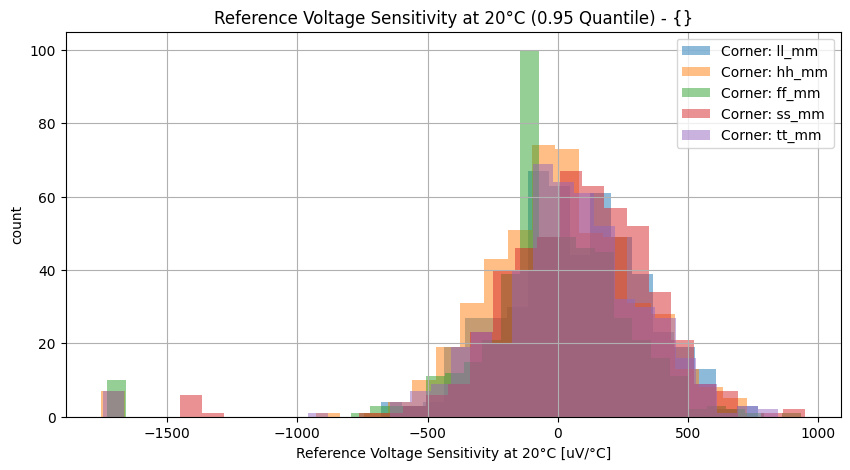 Reference Voltage Sensitivity at 20°C (0.95 Quantile) - {}
100
80
60
40
20
0
count
Corner: ll_mm
Corner: hh_mm
Corner: ff_mm
Corner: ss_mm
Corner: tt_mm
−1500
−1000
−500
0
500
1000
Reference Voltage Sensitivity at 20°C [uV/°C]